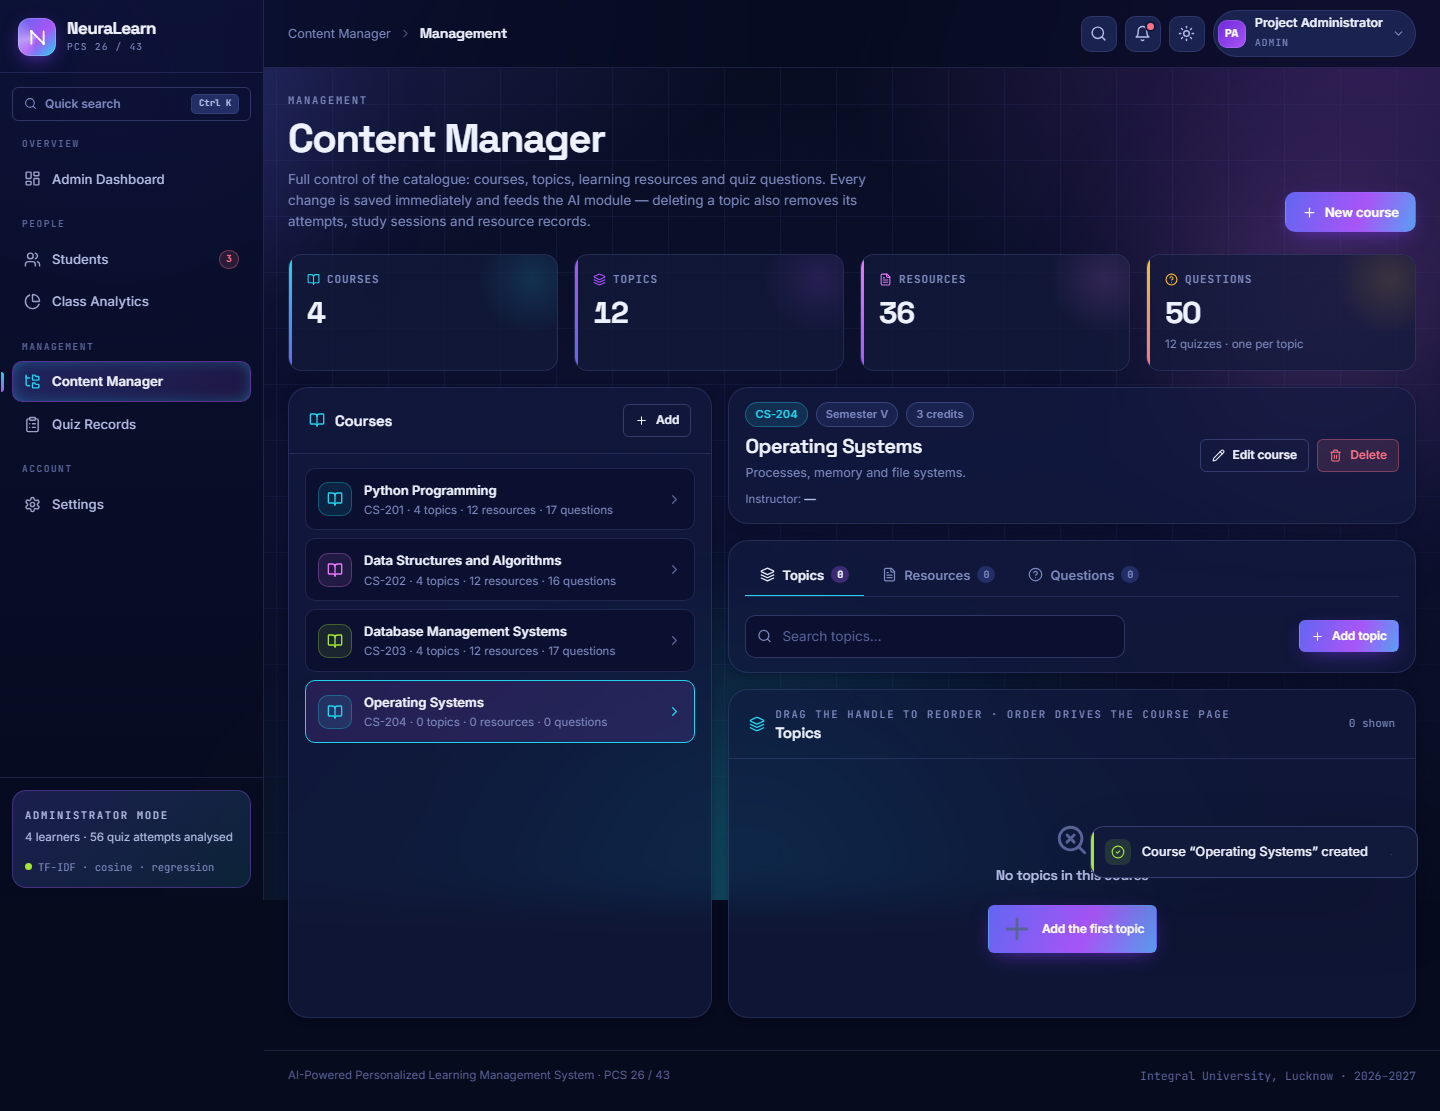 NeuraLearn
PCS 26 / 43
Quick search
Ctrl K
OVERVIEW
Admin Dashboard
PEOPLE
Students
3
Class Analytics
MANAGEMENT
Content Manager
Quiz Records
ACCOUNT
Settings
ADMINISTRATOR MODE
4 learners · 56 quiz attempts analysed
TF-IDF · cosine · regression
Content Manager
Management
PA
Project Administrator
ADMIN
MANAGEMENT
Content Manager
Full control of the catalogue: courses, topics, learning resources and quiz questions. Every
change is saved immediately and feeds the AI module — deleting a topic also removes its
attempts, study sessions and resource records.
New course
COURSES
4
TOPICS
12
RESOURCES
36
QUESTIONS
50
12 quizzes · one per topic
Courses
Add
Python Programming
CS-201 · 4 topics · 12 resources · 17 questions
Data Structures and Algorithms
CS-202 · 4 topics · 12 resources · 16 questions
Database Management Systems
CS-203 · 4 topics · 12 resources · 17 questions
Operating Systems
CS-204 · 0 topics · 0 resources · 0 questions
CS-204
Semester V
3 credits
Operating Systems
Processes, memory and file systems.
Instructor: —
Edit course
Delete
Topics 0
Resources 0
Questions 0
Search topics...
Add topic
DRAG THE HANDLE TO REORDER · ORDER DRIVES THE COURSE PAGE
Topics
0 shown
Course “Operating Systems” created
No topics in this course
Add the first topic
AI-Powered Personalized Learning Management System · PCS 26 / 43
Integral University, Lucknow · 2026–2027